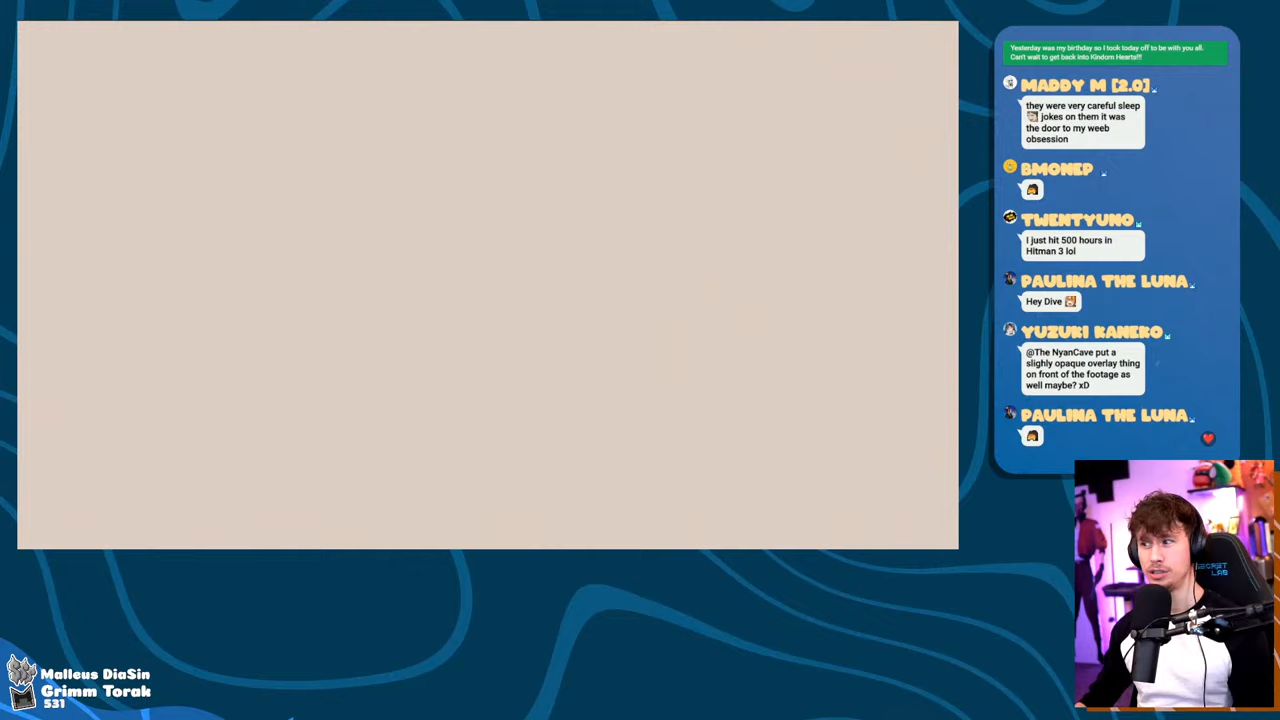 Yesterday was my birthday so I took today off to be with you all.
Can't wait to get back into Kindom Hearts!!!
MADDY M [2.0]
they were very careful sleep
jokes on them it was
the door to my weeb
obsession
BMONEP
TWENTYUNO
I just hit 500 hours in
Hitman 3 lol
PAULINA THE LUNA
Hey Dive
YUZUKI KANEKO
@The NyanCave put a
slighly opaque overlay thing
on front of the footage as
well maybe? xD
PAULINA THE LUNA
SECRET
LAB
Malleus DiaSin
Grimm Torak
531